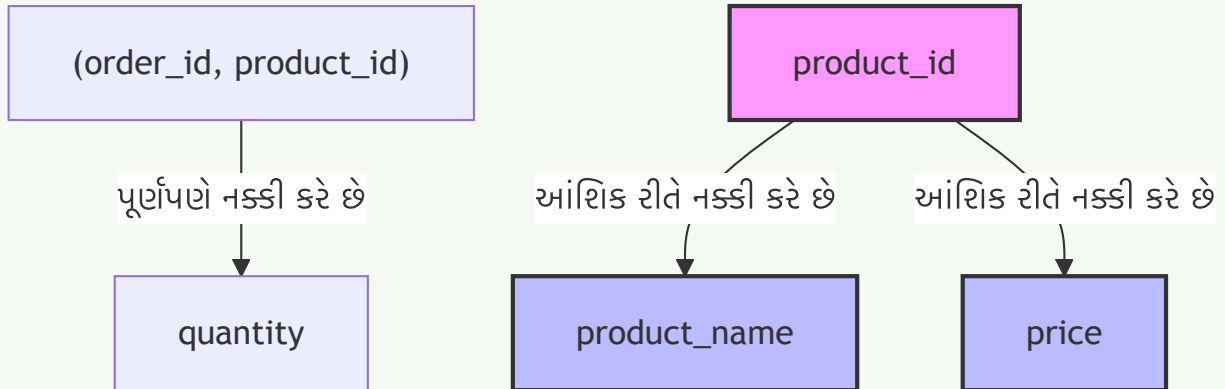 (order_id, product_id)
product_id
પૂર્ણપણે નક્કી કરે છે
આંશિક રીતે નક્કી કરે છે
આંશિક રીતે નક્કી કરે છે
quantity
product_name
price